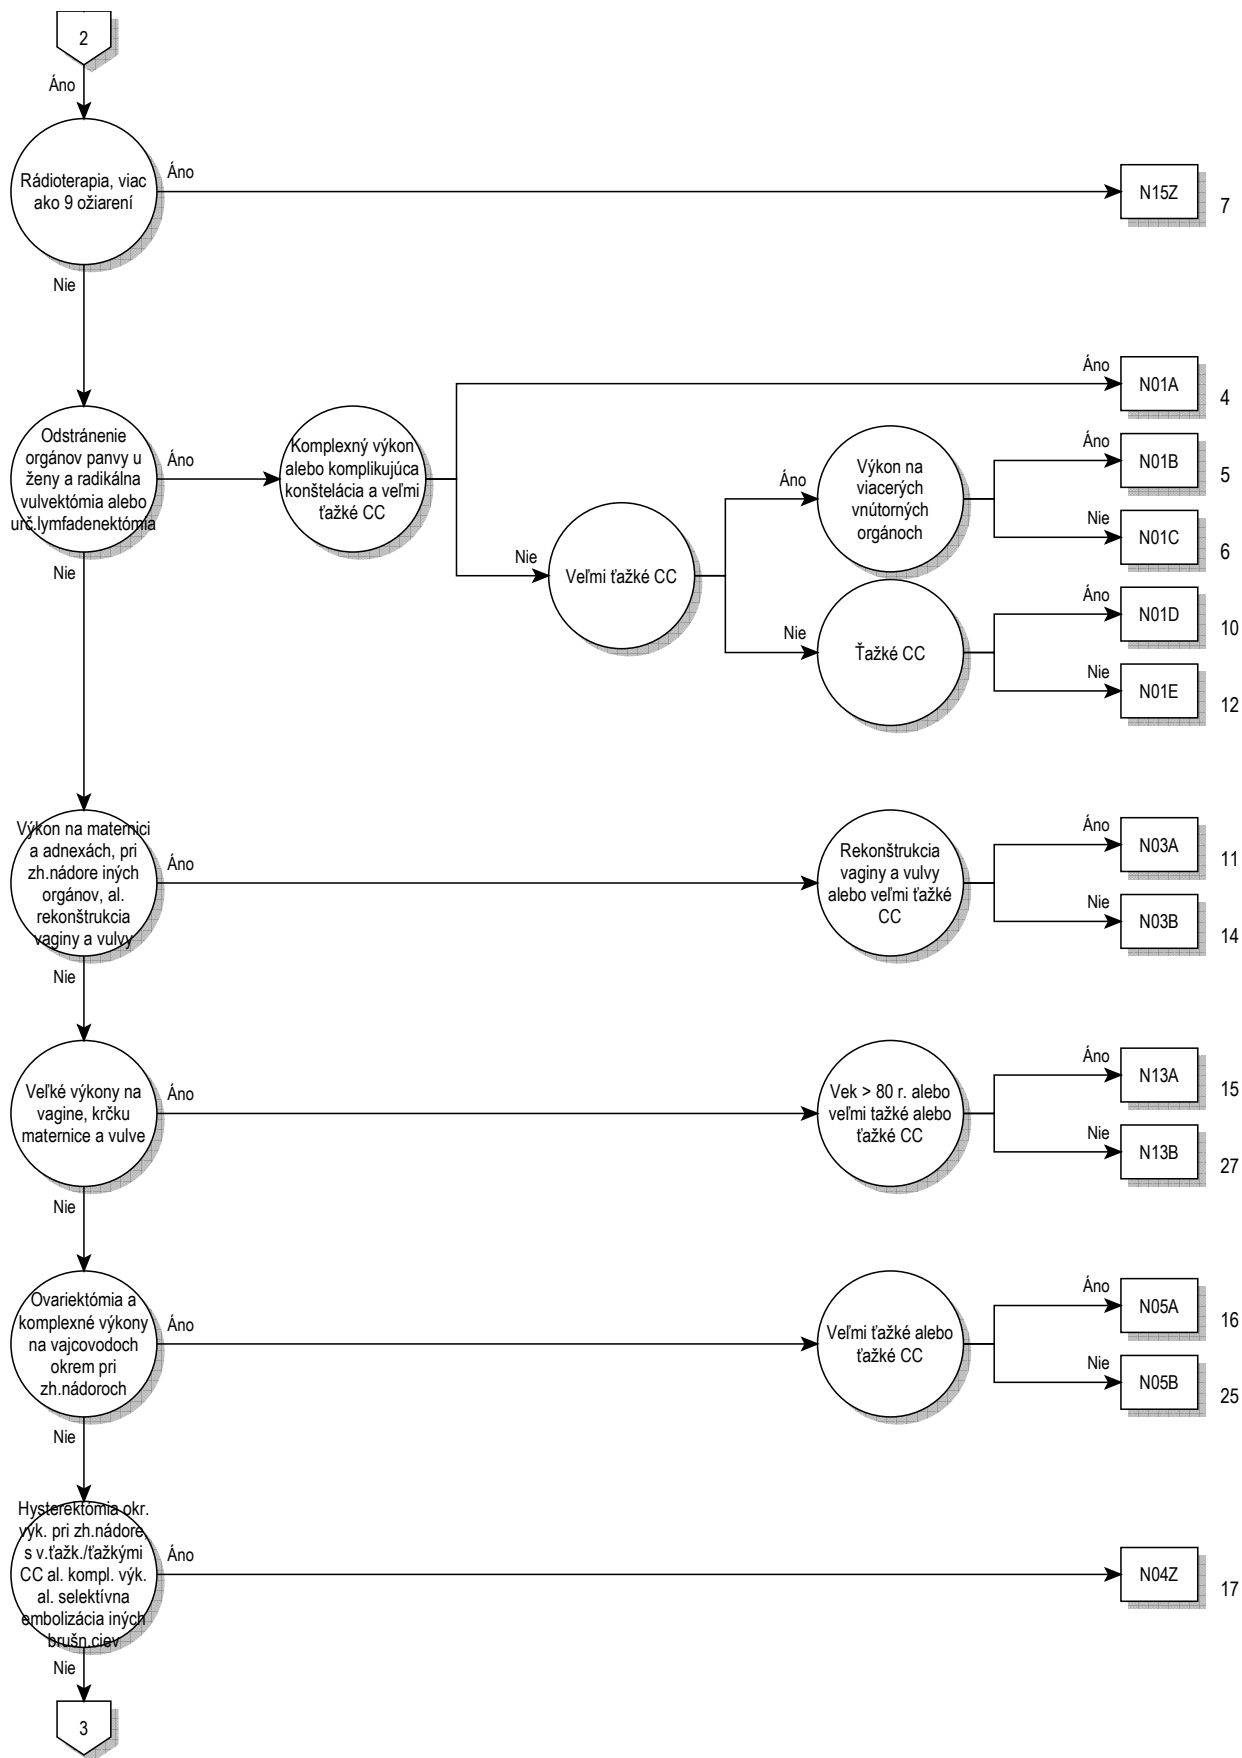 2
Áno
Rádioterapia, viac
ako 9 ožiarení
Áno
N15Z
7
Nie
Odstránenie
orgánov panvy u
ženy a radikálna
vulvektómia alebo
urč.lymfadenektómia
Áno
Komplexný výkon
alebo komplikujúca
konštelácia a veľmi
ťažké CC
Áno
N01A
4
Nie
Veľmi ťažké CC
Áno
Výkon na
viacerých
vnútorných
orgánoch
Áno
N01B
5
Nie
N01C
6
Nie
Ťažké CC
Áno
N01D
10
Nie
N01E
12
Nie
Výkon na maternici
a adnexách, pri
zh.nádore iných
orgánov, al.
rekonštrukcia
vaginy a vulvy
Áno
Rekonštrukcia
vaginy a vulvy
alebo veľmi ťažké
CC
Áno
N03A
11
Nie
N03B
14
Nie
Veľké výkony na
vagine, krčku
maternice a vulve
Áno
Vek > 80 r. alebo
veľmi tažké alebo
ťažké CC
Áno
N13A
15
Nie
N13B
27
Nie
Ovariektómia a
komplexné výkony
na vajcovodoch
okrem pri
zh.nádoroch
Áno
Veľmi ťažké alebo
ťažké CC
Áno
N05A
16
Nie
N05B
25
Nie
Hysterektómia okr.
výk. pri zh.nádore,
s v.ťažk./ťažkými
CC al. kompl. výk.
al. selektívna
embolizácia iných
brušn.ciev
Áno
N04Z
17
Nie
3